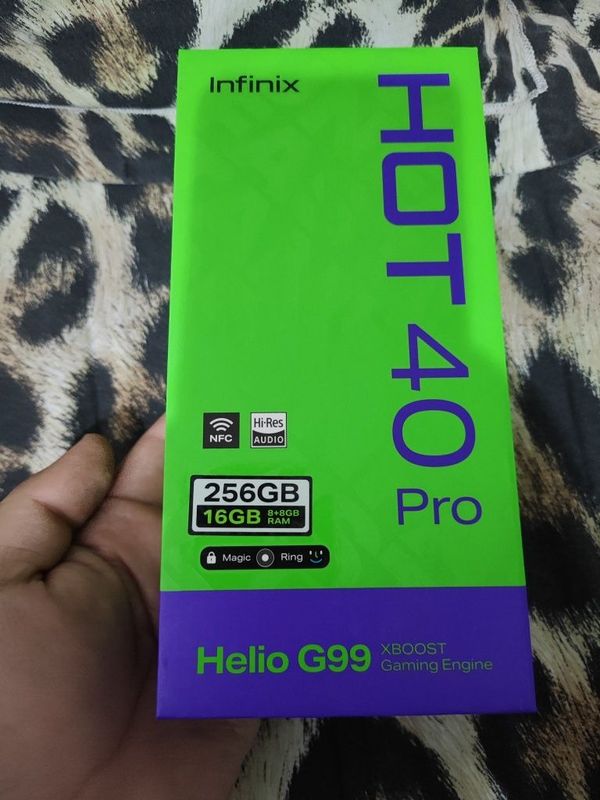 Infinix
HOT 40
Pro
NFC
Hi-Res
AUDIO
256GB
16GB 8+8GB
RAM
Magic Ring
Helio G99 XBOOST
Gaming Engine